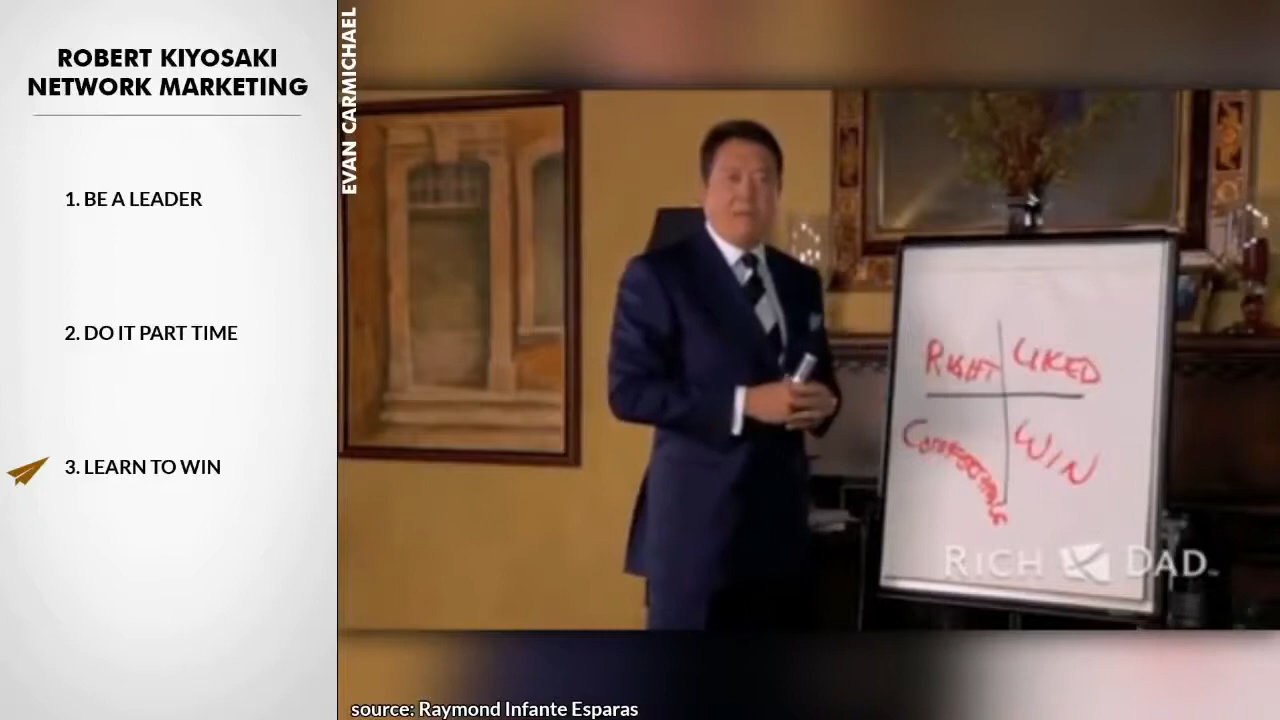 ROBERT KIYOSAKI
NETWORK MARKETING
1. BE A LEADER
2. DO IT PART TIME
3. LEARN TO WIN
EVAN CARMICHAEL
RIGHT LIKED
COMFORTABLE WIN
RICH DAD
source: Raymond Infante Esparas